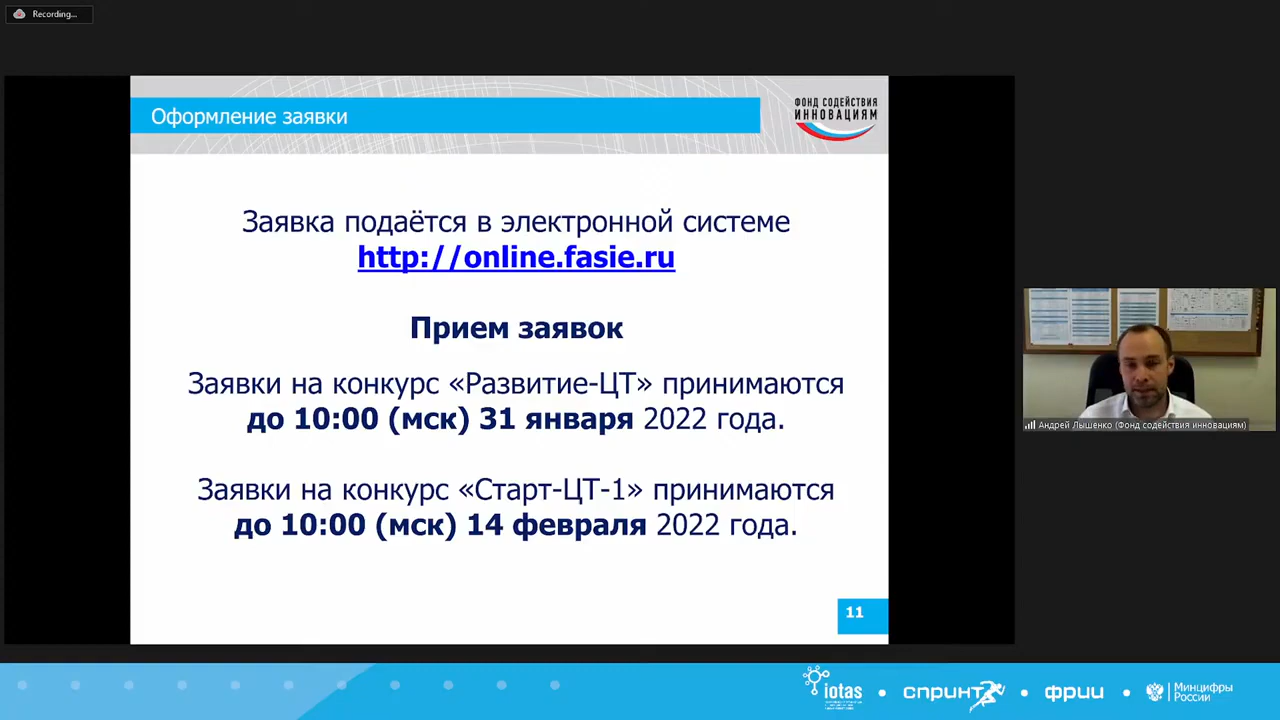 Recording...
Оформление заявки
ФОНД СОДЕЙСТВИЯ
ИННОВАЦИЯМ
Заявка подаётся в электронной системе
http://online.fasie.ru
Прием заявок
Заявки на конкурс «Развитие-ЦТ» принимаются
до 10:00 (мск) 31 января 2022 года.
Заявки на конкурс «Старт-ЦТ-1» принимаются
до 10:00 (мск) 14 февраля 2022 года.
11
Андрей Лышенко (Фонд содействия инновациям)
iotas
спринт
фрии
Минцифры
России